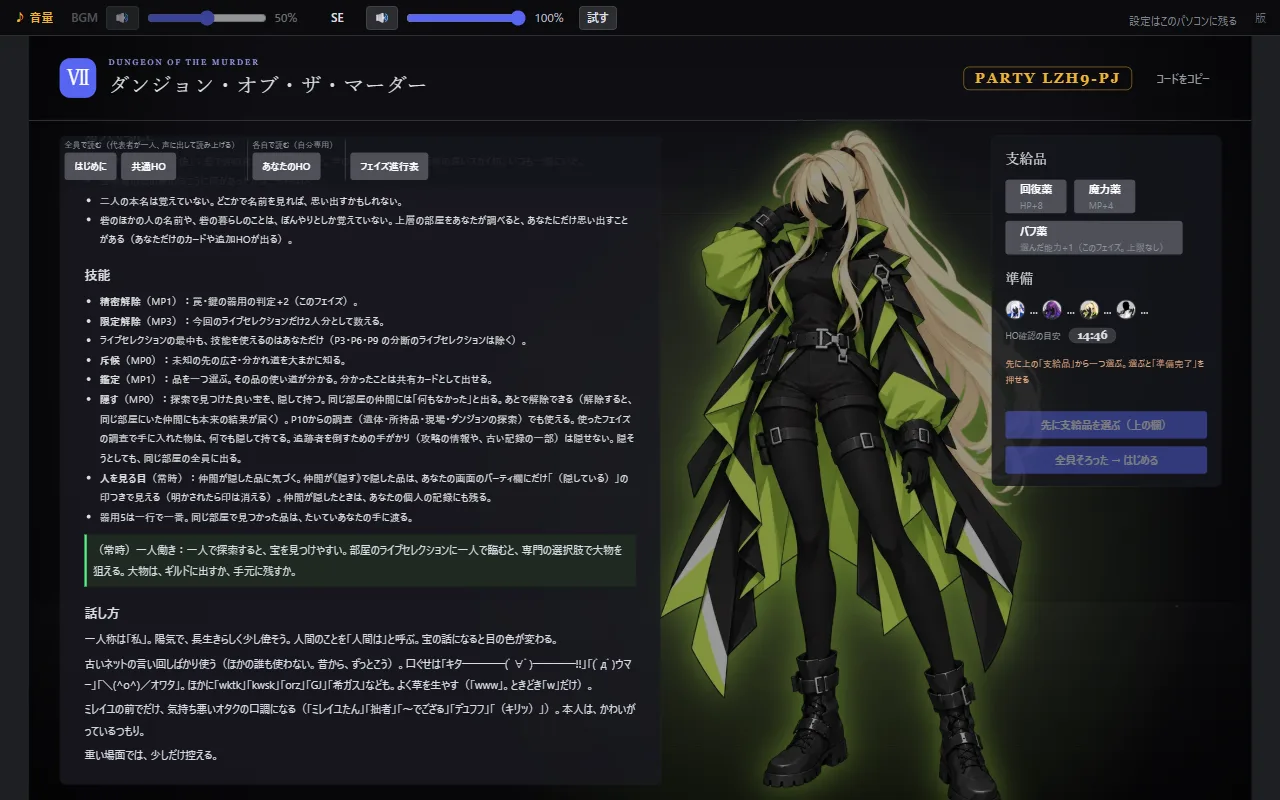 ♪ 音量 BGM 50% SE 100% 試す 設定はこのパソコンに残る 版
VII
DUNGEON OF THE MURDER
ダンジョン・オブ・ザ・マーダー
PARTY LZH9-PJ コードをコピー
全員で読む（代表者が一人、声に出して読み上げる） 各自で読む（自分専用）
はじめに 共通HO あなたのHO フェイズ進行表
二人の本名は覚えていない。どこかで名前を見れば、思い出すかもしれない。
砦のほかの人の名前や、砦の暮らしのことは、ぼんやりとしか覚えていない。上層の部屋をあなたが調べると、あなたにだけ思い出すこと
がある（あなただけのカードや追加HOが出る）。
技能
精密解除（MP1）：罠・鍵の器用の判定+2（このフェイズ）。
限定解除（MP3）：今回のライブセレクションだけ2人分として数える。
ライブセレクションの最中も、技能を使えるのはあなただけ（P3・P6・P9 の分断のライブセレクションは除く）。
斥候（MP0）：未知の先の広さ・分かれ道を大まかに知る。
鑑定（MP1）：品を一つ選ぶ。その品の使い道が分かる。分かったことは共有カードとして出せる。
隠す（MP0）：探索で見つけた良い宝を、隠して持つ。同じ部屋の仲間には「何もなかった」と出る。あとで解除できる（解除すると、
同じ部屋にいた仲間にも本来の結果が届く）。P10からの調査（遺体・所持品・現場・ダンジョンの探索）でも使える。使ったフェイズ
の調査で手に入れた物は、何でも隠して持てる。追跡者を倒すための手がかり（攻略の情報や、古い記録の一部）は隠せない。隠そ
うとしても、同じ部屋の全員に出る。
人を見る目（常時）：仲間が隠した品に気づく。仲間が《隠す》で隠した品は、あなたの画面のパーティ欄にだけ「（隠している）」の
印つきで見える（明かされたら印は消える）。仲間が隠したときは、あなたの個人の記録にも残る。
器用5は一行で一番。同じ部屋で見つかった品は、たいていあなたの手に渡る。
（常時）一人働き：一人で探索すると、宝を見つけやすい。部屋のライブセレクションに一人で臨むと、専門の選択肢で大物を
狙える。大物は、ギルドに出すか、手元に残すか。
話し方
一人称は「私」。陽気で、長生きらしく少し偉そう。人間のことを「人間は」と呼ぶ。宝の話になると目の色が変わる。
古いネットの言い回しばかり使う（ほかの誰も使わない。昔から、ずっとこう）。口ぐせは「キタ━━━━(ﾟ∀ﾟ)━━━━!!」「(ﾟдﾟ)ウマ
ー」「＼(^o^)／オワタ」。ほかに「wktk」「kwsk」「orz」「GJ」「希ガス」なども。よく草を生やす（「www」。ときどき「w」だけ）。
ミレイユの前でだけ、気持ち悪いオタクの口調になる（「ミレイユたん」「拙者」「〜でござる」「デュフフ」「（キリッ）」）。本人は、かわいが
っているつもり。
重い場面では、少しだけ控える。
支給品
回復薬 魔力薬
HP+8 MP+4
バフ薬
選んだ能力+1（このフェイズ。上限なし）
準備
... ... ... ...
HO確認の目安 14:46
先に上の「支給品」から一つ選ぶ。選ぶと「準備完了」を
押せる
先に支給品を選ぶ（上の欄）
全員そろった → はじめる